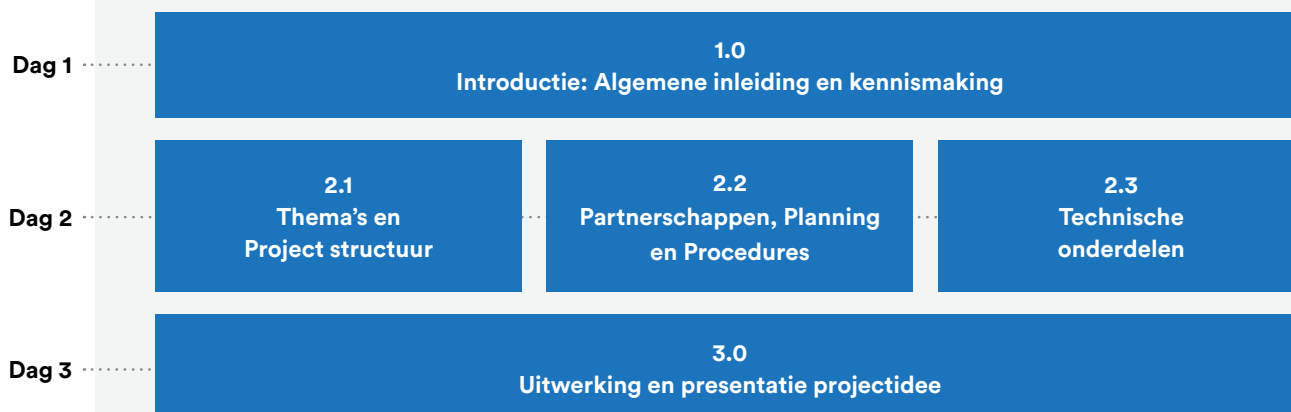 Dag 1
1.0
Introductie: Algemene inleiding en kennismaking
Dag 2
2.1
Thema's en
Project structuur
2.2
Partnerschappen, Planning
en Procedures
2.3
Technische
onderdelen
Dag 3
3.0
Uitwerking en presentatie projectidee